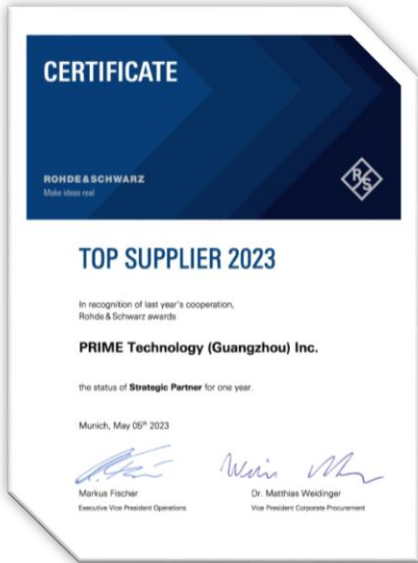 CERTIFICATE
ROHDE&SCHWARZ
Make ideas real
R/S
TOP SUPPLIER 2023
In recognition of last year's cooperation,
Rohde & Schwarz awards
PRIME Technology (Guangzhou) Inc.
the status of Strategic Partner for one year.
Munich, May 05th 2023
Markus Fischer
Dr. Matthias Weidinger
Executive Vice President Operations
Vice President Corporate Procurement